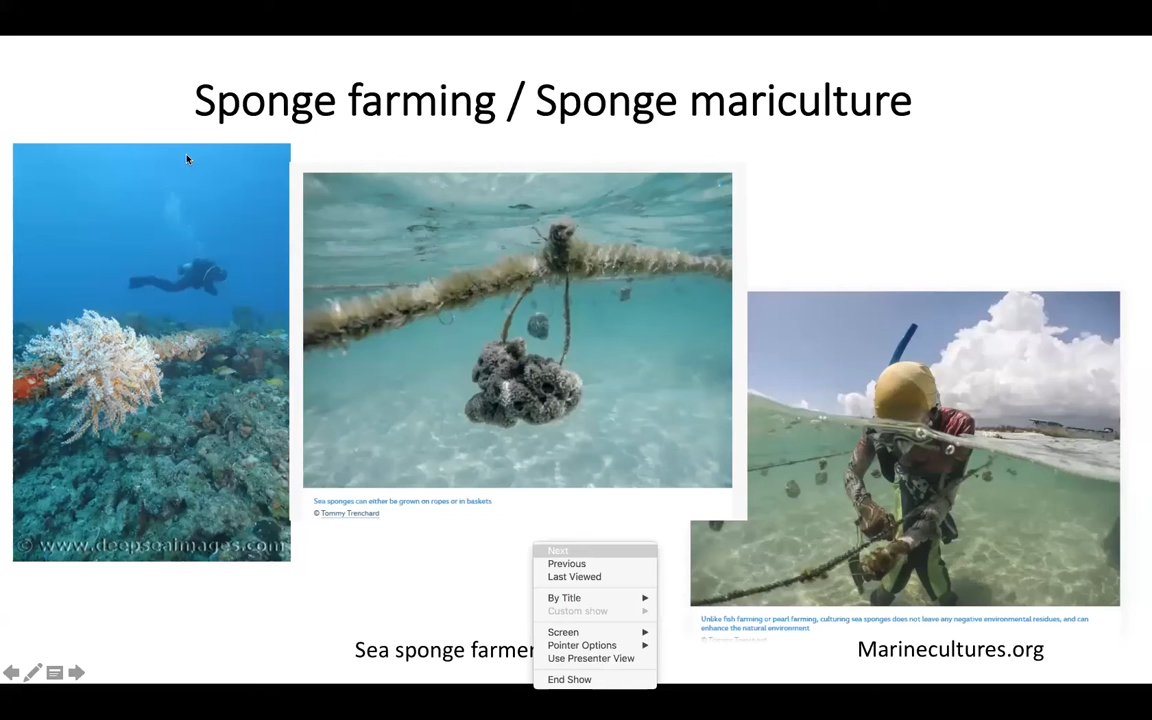 Sponge farming / Sponge mariculture
© www.deepseaimages.com
Sea sponges can either be grown on ropes or in baskets
© Tommy Trenchard
Unlike fish farming or pearl farming, culturing sea sponges does not leave any negative environmental residues, and can
enhance the natural environment
© Tommy Trenchard
Sea sponge farmer
Marinecultures.org
Next
Previous
Last Viewed
By Title
Custom show
Screen
Pointer Options
Use Presenter View
End Show